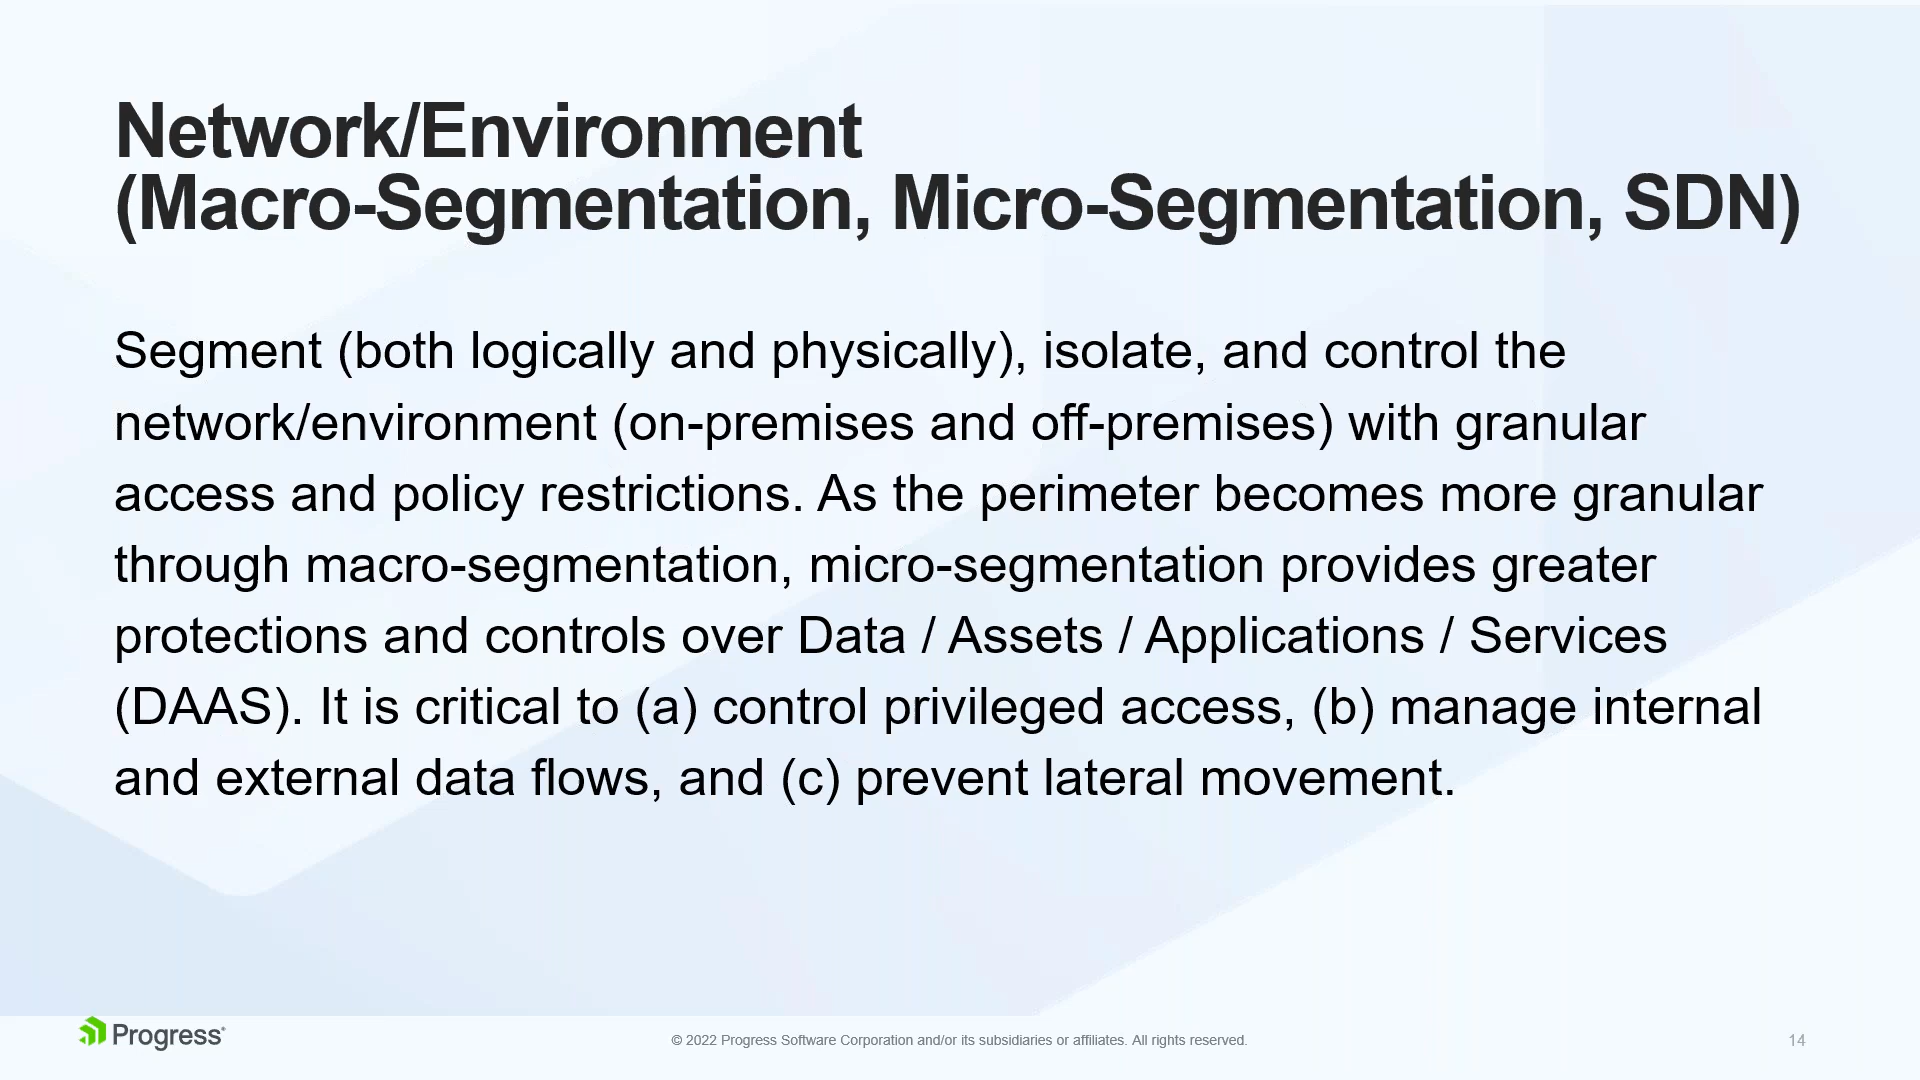 Network/Environment
(Macro-Segmentation, Micro-Segmentation, SDN)
Segment (both logically and physically), isolate, and control the
network/environment (on-premises and off-premises) with granular
access and policy restrictions. As the perimeter becomes more granular
through macro-segmentation, micro-segmentation provides greater
protections and controls over Data / Assets / Applications / Services
(DAAS). It is critical to (a) control privileged access, (b) manage internal
and external data flows, and (c) prevent lateral movement.
Progress®
© 2022 Progress Software Corporation and/or its subsidiaries or affiliates. All rights reserved.
14